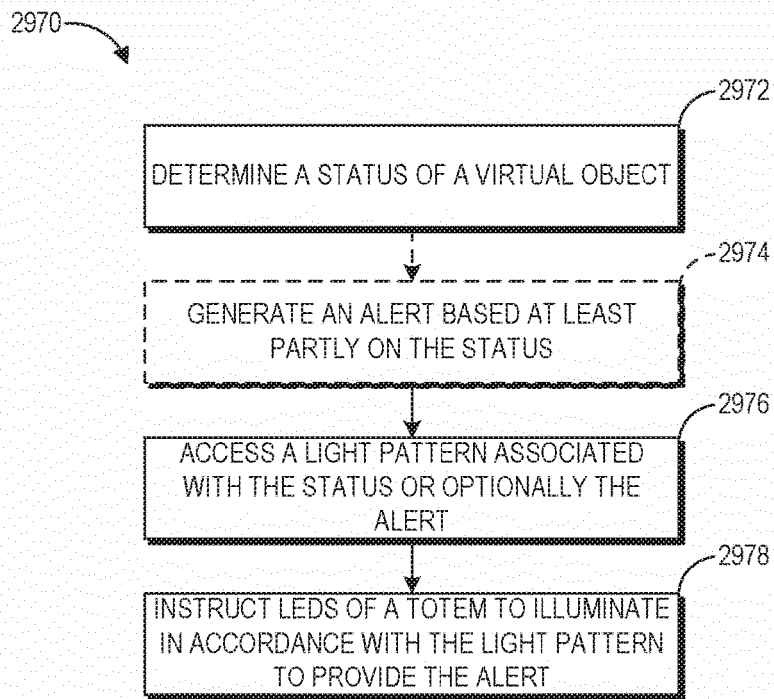 2970
2972
DETERMINE A STATUS OF A VIRTUAL OBJECT
2974
GENERATE AN ALERT BASED AT LEAST
PARTLY ON THE STATUS
2976
ACCESS A LIGHT PATTERN ASSOCIATED
WITH THE STATUS OR OPTIONALLY THE
ALERT
2978
INSTRUCT LEDS OF A TOTEM TO ILLUMINATE
IN ACCORDANCE WITH THE LIGHT PATTERN
TO PROVIDE THE ALERT